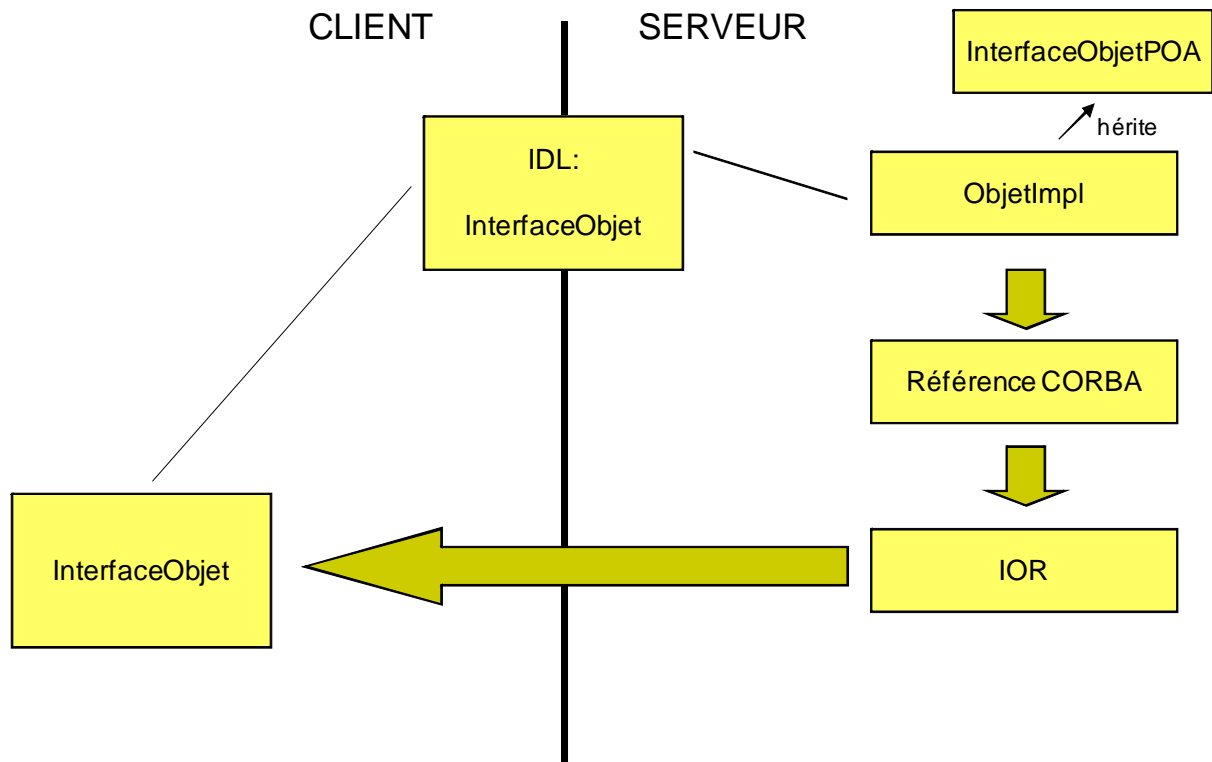 CLIENT
SERVEUR
InterfaceObjetPOA
hérite
IDL:
InterfaceObjet
ObjetImpl
Référence CORBA
InterfaceObjet
IOR